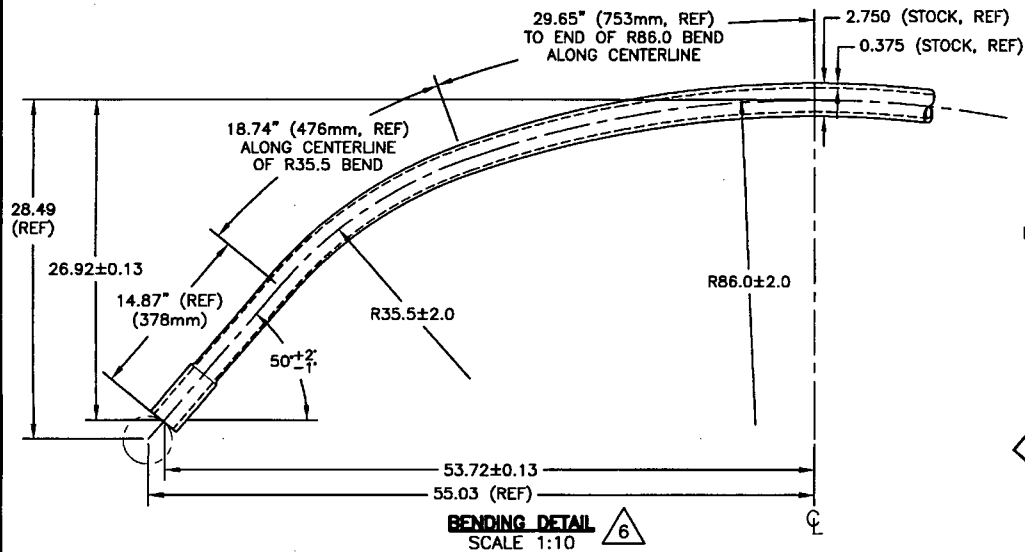 29.65" (753mm, REF)
TO END OF R86.0 BEND
ALONG CENTERLINE
2.750 (STOCK, REF)
0.375 (STOCK, REF)
18.74" (476mm, REF)
ALONG CENTERLINE
OF R35.5 BEND
28.49
(REF)
26.92±0.13
14.87" (REF)
(378mm)
R35.5±2.0
R86.0±2.0
50°+2°
-1°
53.72±0.13
55.03 (REF)
BENDING DETAIL
6
SCALE 1:10
℄